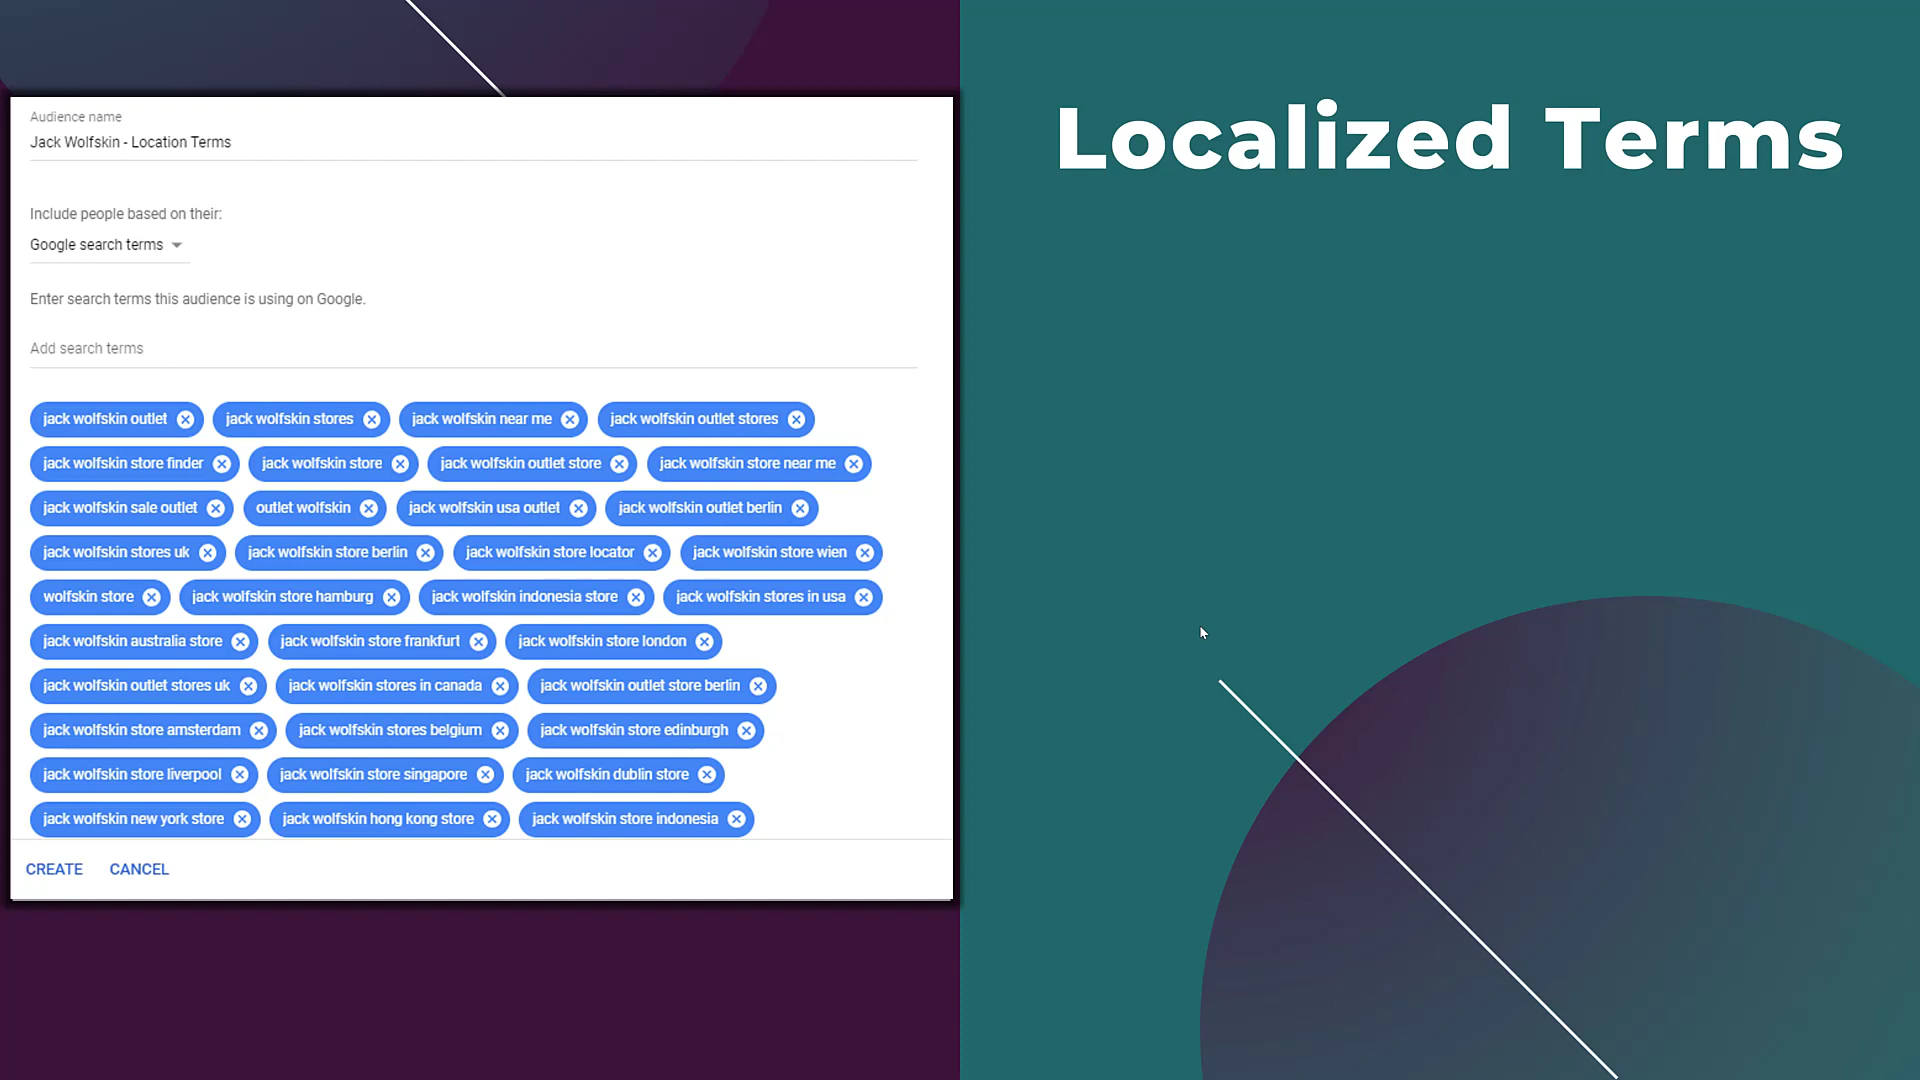 Localized Terms
Audience name
Jack Wolfskin - Location Terms
Include people based on their:
Google search terms
Enter search terms this audience is using on Google.
Add search terms
jack wolfskin outlet jack wolfskin stores jack wolfskin near me jack wolfskin outlet stores
jack wolfskin store finder jack wolfskin store jack wolfskin outlet store jack wolfskin store near me
jack wolfskin sale outlet outlet wolfskin jack wolfskin usa outlet jack wolfskin outlet berlin
jack wolfskin stores uk jack wolfskin store berlin jack wolfskin store locator jack wolfskin store wien
wolfskin store jack wolfskin store hamburg jack wolfskin indonesia store jack wolfskin stores in usa
jack wolfskin australia store jack wolfskin store frankfurt jack wolfskin store london
jack wolfskin outlet stores uk jack wolfskin stores in canada jack wolfskin outlet store berlin
jack wolfskin store amsterdam jack wolfskin stores belgium jack wolfskin store edinburgh
jack wolfskin store liverpool jack wolfskin store singapore jack wolfskin dublin store
jack wolfskin new york store jack wolfskin hong kong store jack wolfskin store indonesia
CREATE CANCEL